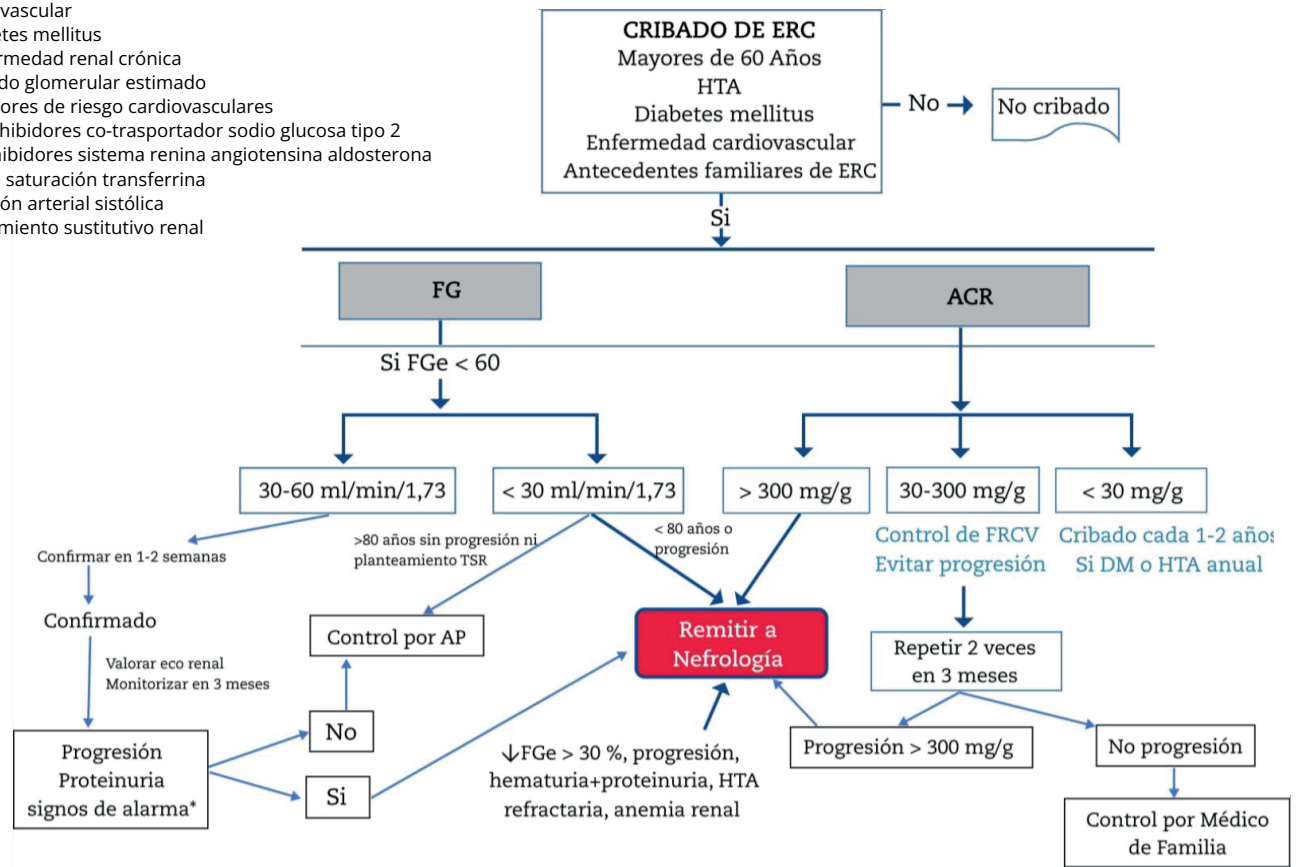 vascular
etes mellitus
ermedad renal crónica
do glomerular estimado
ores de riesgo cardiovasculares
hibidores co-trasportador sodio glucosa tipo 2
hibidores sistema renina angiotensina aldosterona
saturación transferrina
ón arterial sistólica
miento sustitutivo renal
CRIBADO DE ERC
Mayores de 60 Años
HTA
Diabetes mellitus
Enfermedad cardiovascular
Antecedentes familiares de ERC
No
No cribado
Si
FG
ACR
Si FGe < 60
30-60 ml/min/1,73
< 30 ml/min/1,73
> 300 mg/g
30-300 mg/g
< 30 mg/g
Confirmar en 1-2 semanas
>80 años sin progresión ni
planteamiento TSR
< 80 años o
progresión
Control de FRCV
Evitar progresión
Cribado cada 1-2 años
Si DM o HTA anual
Confirmado
Control por AP
Remitir a
Nefrología
Repetir 2 veces
en 3 meses
Valorar eco renal
Monitorizar en 3 meses
No
Si
Progresión
Proteinuria
signos de alarma*
↓FGe > 30 %, progresión,
hematuria+proteinuria, HTA
refractaria, anemia renal
Progresión > 300 mg/g
No progresión
Control por Médico
de Familia